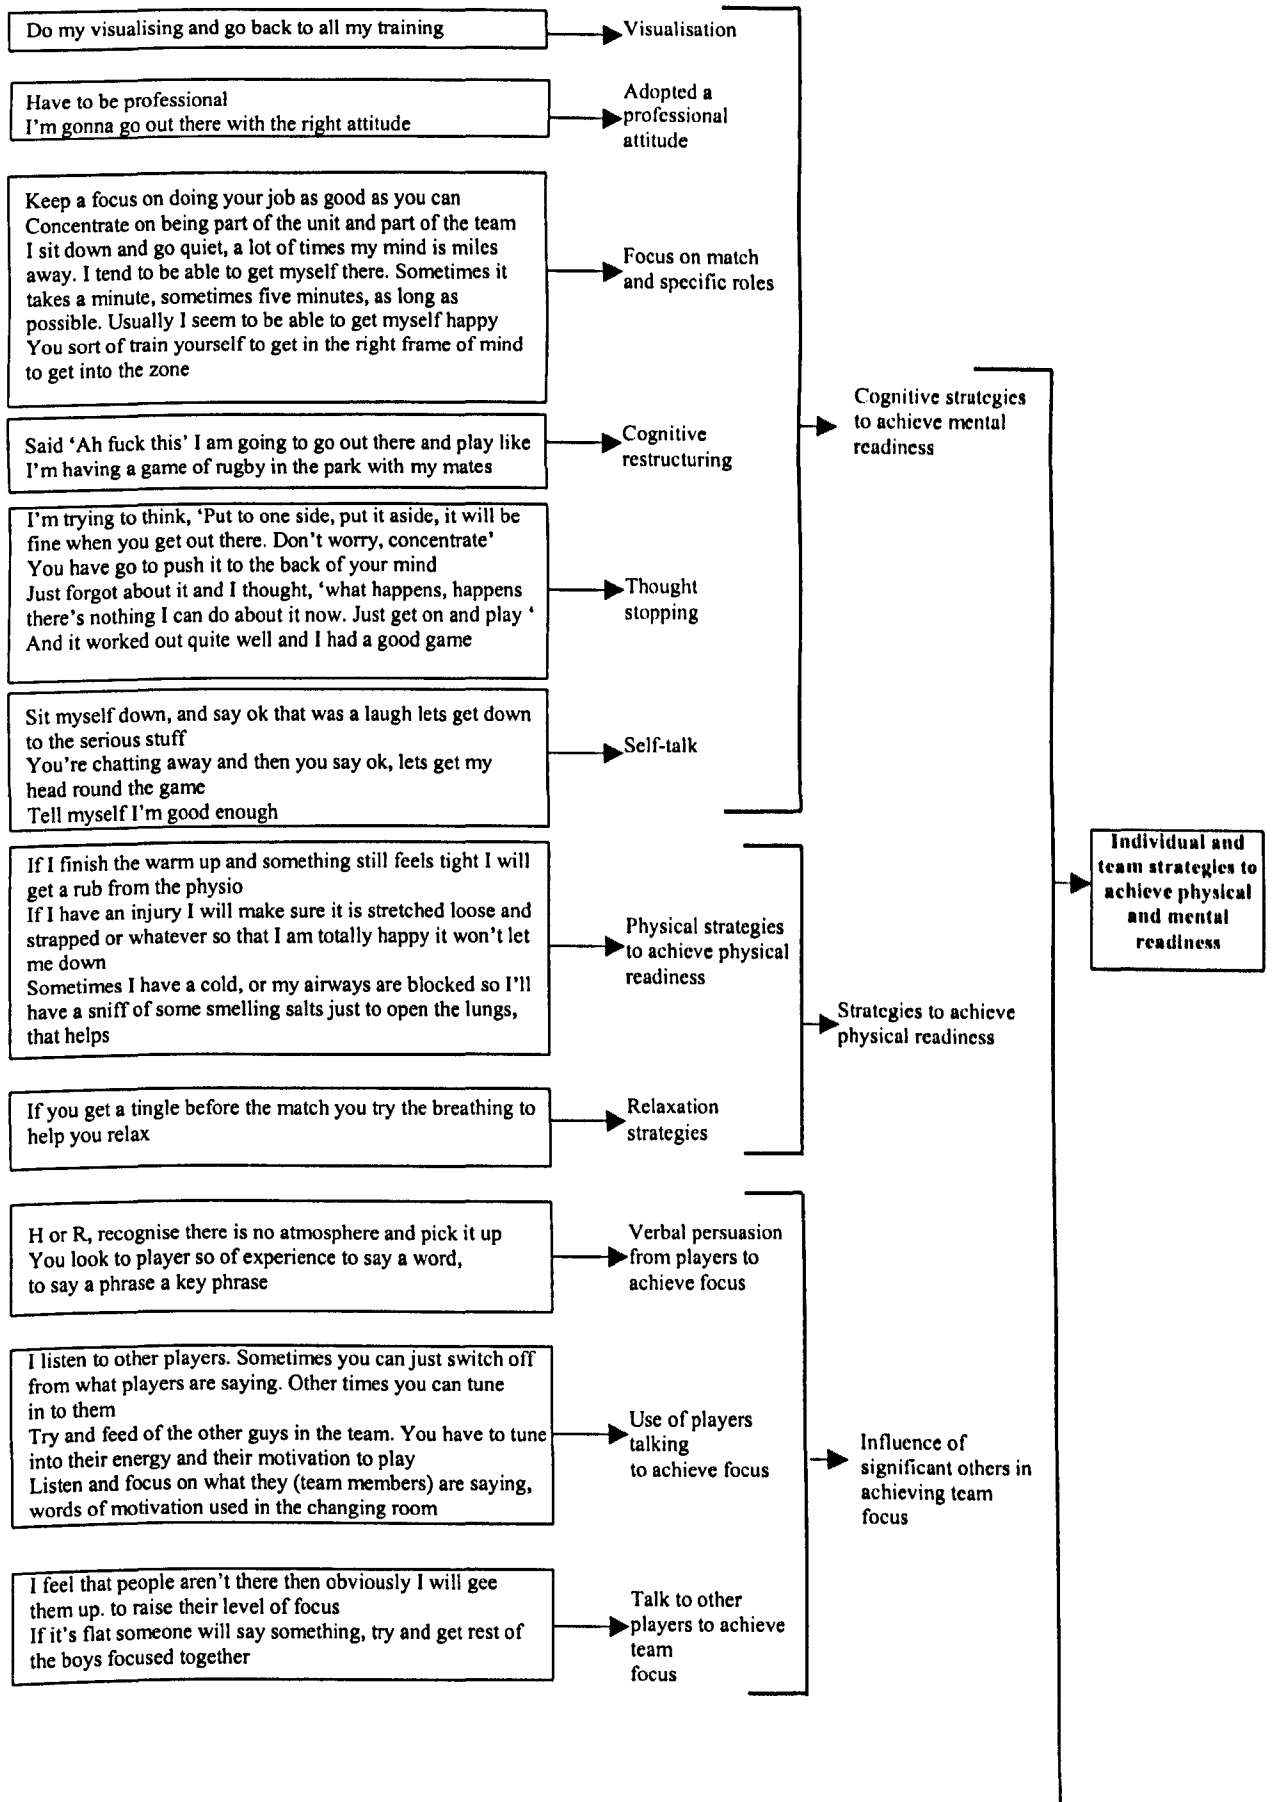 Do my visualising and go back to all my training
Visualisation
Have to be professional
I'm gonna go out there with the right attitude
Adopted a
professional
attitude
Keep a focus on doing your job as good as you can
Concentrate on being part of the unit and part of the team
I sit down and go quiet, a lot of times my mind is miles
away. I tend to be able to get myself there. Sometimes it
takes a minute, sometimes five minutes, as long as
possible. Usually I seem to be able to get myself happy
You sort of train yourself to get in the right frame of mind
to get into the zone
Focus on match
and specific roles
Said ‘Ah fuck this’ I am going to go out there and play like
I'm having a game of rugby in the park with my mates
Cognitive
restructuring
I'm trying to think, ‘Put to one side, put it aside, it will be
fine when you get out there. Don't worry, concentrate’
You have go to push it to the back of your mind
Just forgot about it and I thought, ‘what happens, happens
there's nothing I can do about it now. Just get on and play ‘
And it worked out quite well and I had a good game
Thought
stopping
Sit myself down, and say ok that was a laugh lets get down
to the serious stuff
You're chatting away and then you say ok, lets get my
head round the game
Tell myself I'm good enough
Self-talk
Cognitive strategies
to achieve mental
readiness
If I finish the warm up and something still feels tight I will
get a rub from the physio
If I have an injury I will make sure it is stretched loose and
strapped or whatever so that I am totally happy it won't let
me down
Sometimes I have a cold, or my airways are blocked so I'll
have a sniff of some smelling salts just to open the lungs,
that helps
Physical strategies
to achieve physical
readiness
If you get a tingle before the match you try the breathing to
help you relax
Relaxation
strategies
Strategies to achieve
physical readiness
H or R, recognise there is no atmosphere and pick it up
You look to player so of experience to say a word,
to say a phrase a key phrase
Verbal persuasion
from players to
achieve focus
I listen to other players. Sometimes you can just switch off
from what players are saying. Other times you can tune
in to them
Try and feed of the other guys in the team. You have to tune
into their energy and their motivation to play
Listen and focus on what they (team members) are saying,
words of motivation used in the changing room
Use of players
talking
to achieve focus
I feel that people aren't there then obviously I will gee
them up. to raise their level of focus
If it's flat someone will say something, try and get rest of
the boys focused together
Talk to other
players to achieve
team
focus
Influence of
significant others in
achieving team
focus
Individual and
team strategies to
achieve physical
and mental
readiness